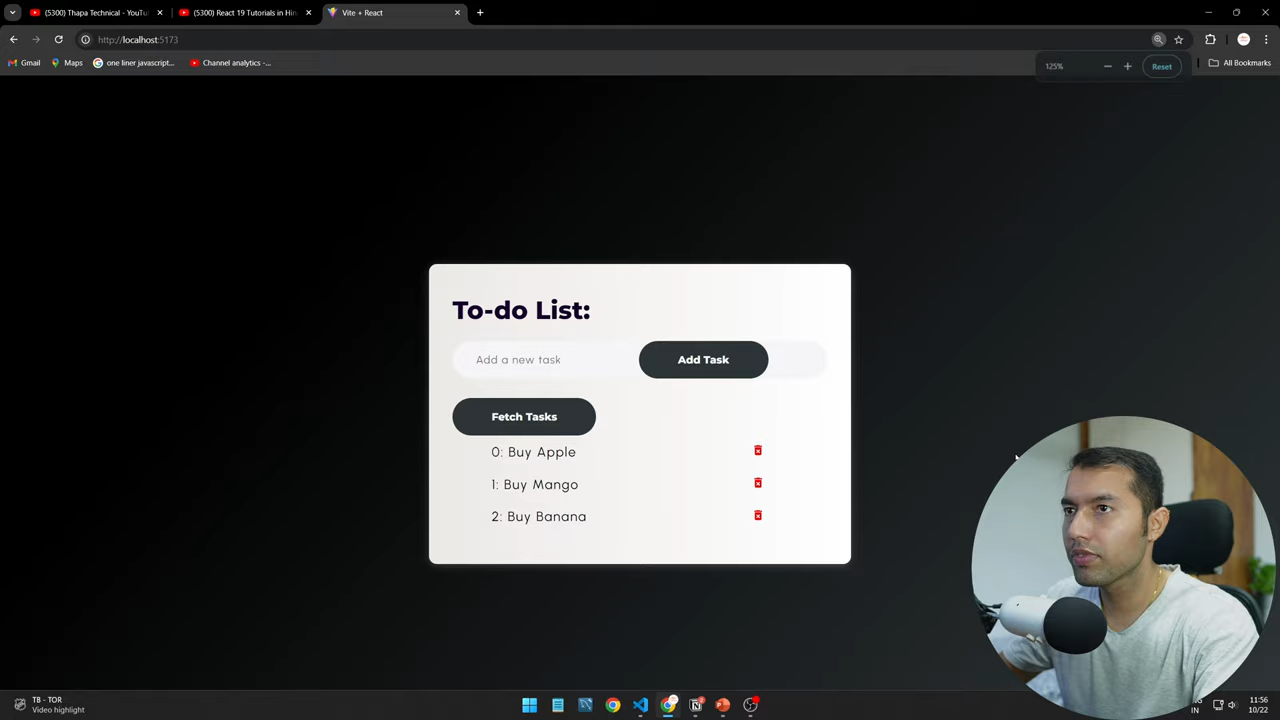 (5300) Thapa Technical - YouTu
(5300) React 19 Tutorials in Hin
Vite + React
http://localhost:5173
Gmail
Maps
one liner javascript...
Channel analytics -...
125%
Reset
All Bookmarks
To-do List:
Add a new task
Add Task
Fetch Tasks
0: Buy Apple
1: Buy Mango
2: Buy Banana
TB - TOR
Video highlight
IN
11:56
10/22